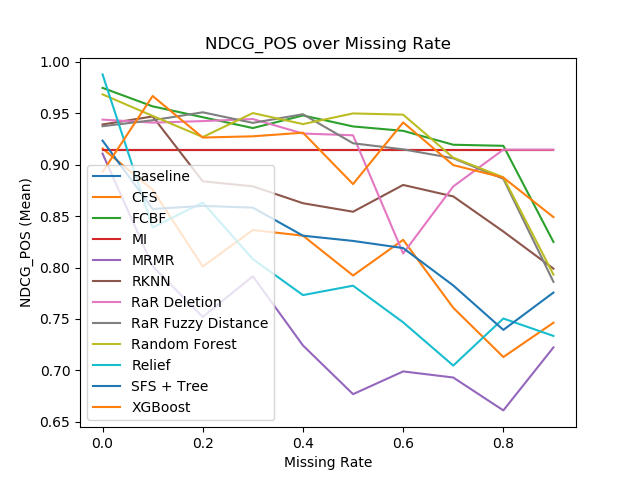 NDCG_POS over Missing Rate
NDCG_POS (Mean)
1.00
0.95
0.90
0.85
0.80
0.75
0.70
0.65
Baseline
CFS
FCBF
MI
MRMR
RKNN
RaR Deletion
RaR Fuzzy Distance
Random Forest
Relief
SFS + Tree
XGBoost
0.0 0.2 0.4 0.6 0.8
Missing Rate